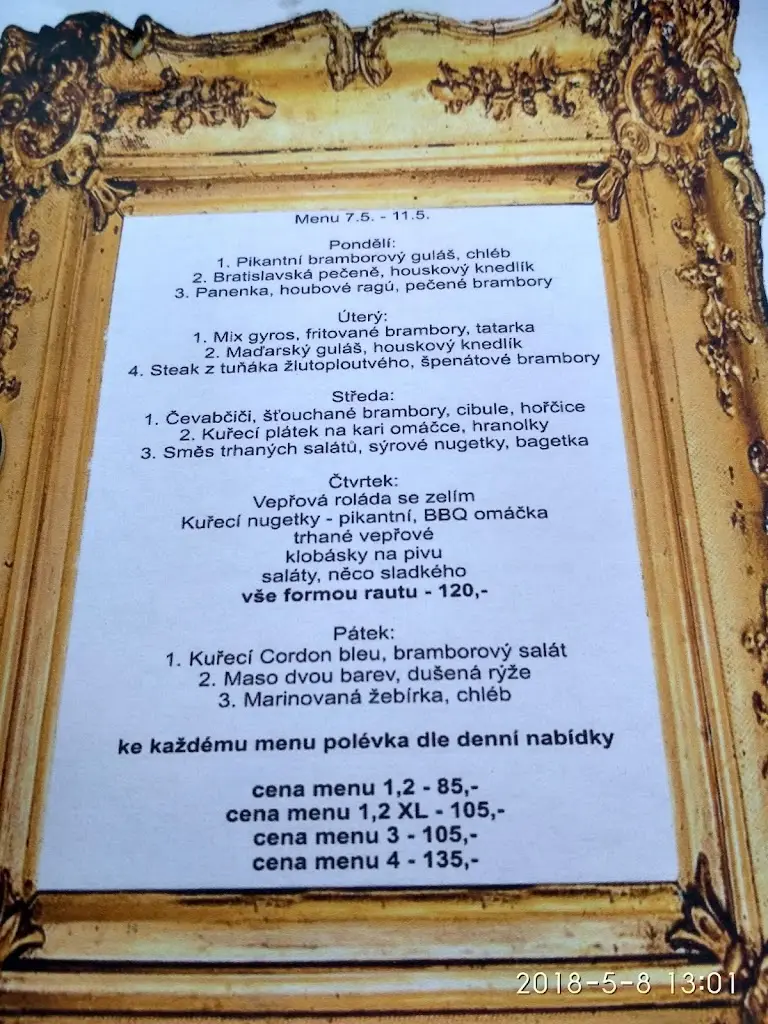 Menu 7.5. - 11.5.
Pondělí:
1. Pikantní bramborový guláš, chléb
2. Bratislavská pečeně, houskový knedlík
3. Panenka, houbové ragú, pečené brambory
Úterý:
1. Mix gyros, fritované brambory, tatarka
2. Maďarský guláš, houskový knedlík
4. Steak z tuňáka žlutoploutvého, špenátové brambory
Středa:
1. Čevabčiči, šťouchané brambory, cibule, hořčice
2. Kuřecí plátek na kari omáčce, hranolky
3. Směs trhaných salátů, sýrové nugetky, bagetka
Čtvrtek:
Vepřová roláda se zelím
Kuřecí nugetky - pikantní, BBQ omáčka
trhané vepřové
klobásky na pivu
saláty, něco sladkého
vše formou rautu - 120,-
Pátek:
1. Kuřecí Cordon bleu, bramborový salát
2. Maso dvou barev, dušená rýže
3. Marinovaná žebírka, chléb
ke každému menu polévka dle denní nabídky
cena menu 1,2 - 85,-
cena menu 1,2 XL - 105,-
cena menu 3 - 105,-
cena menu 4 - 135,-
2018-5-8 13:01